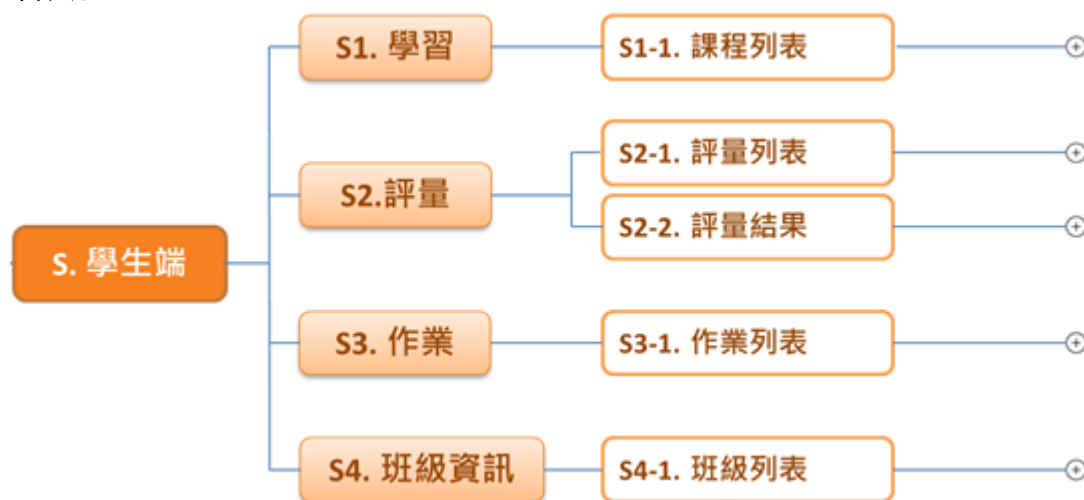 S. 學生端
S1. 學習
S1-1. 課程列表
S2.評量
S2-1. 評量列表
S2-2. 評量結果
S3. 作業
S3-1. 作業列表
S4. 班級資訊
S4-1. 班級列表